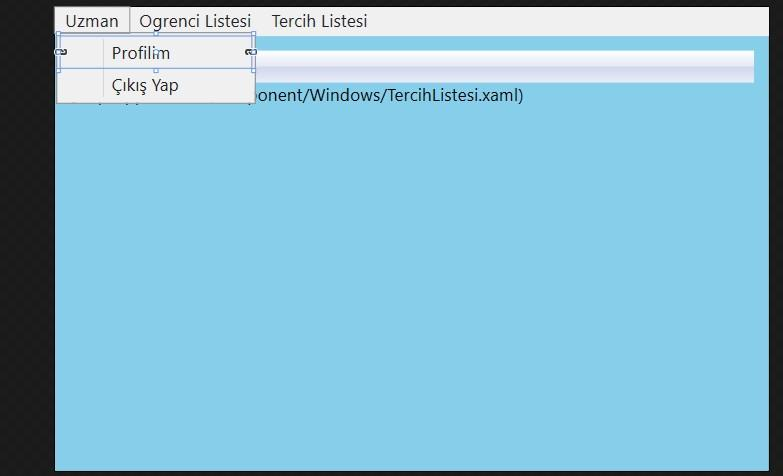 Uzman Ogrenci Listesi Tercih Listesi
Profilim
Çıkış Yap
ponent/Windows/TercihListesi.xaml)